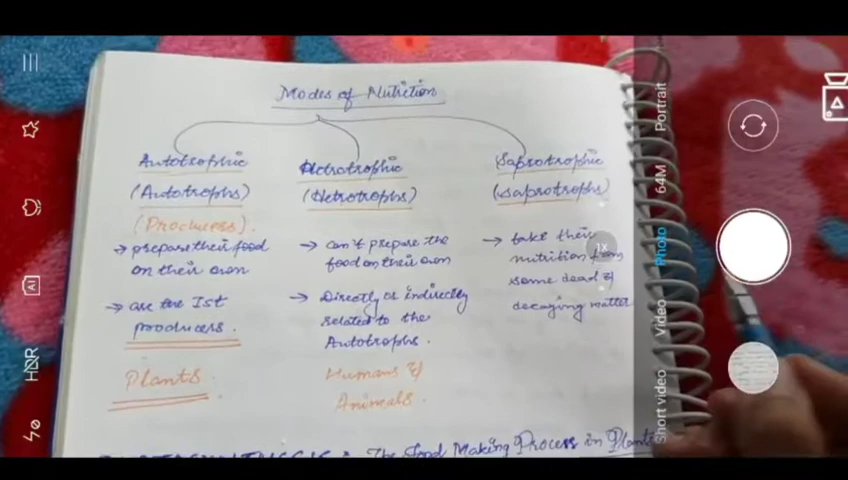 Modes of Nutrition
Autotrophic
(Autotrophs)
(Producers).
→ prepare their food
on their own
→ are the Ist
producers.
Plants.
Hetrotrophic
(Hetrotrophs)
→ can't prepare the
food on their own
→ Directly or indirectly
related to the
Autotrophs.
Humans &
Animals.
Saprotrophic
(saprotrophs)
→ take their
nutrition from
some dead &
decaying matter
: The Food Making Process in Plants
AI
HDR
1X
Portrait
64M
Photo
Video
Short video